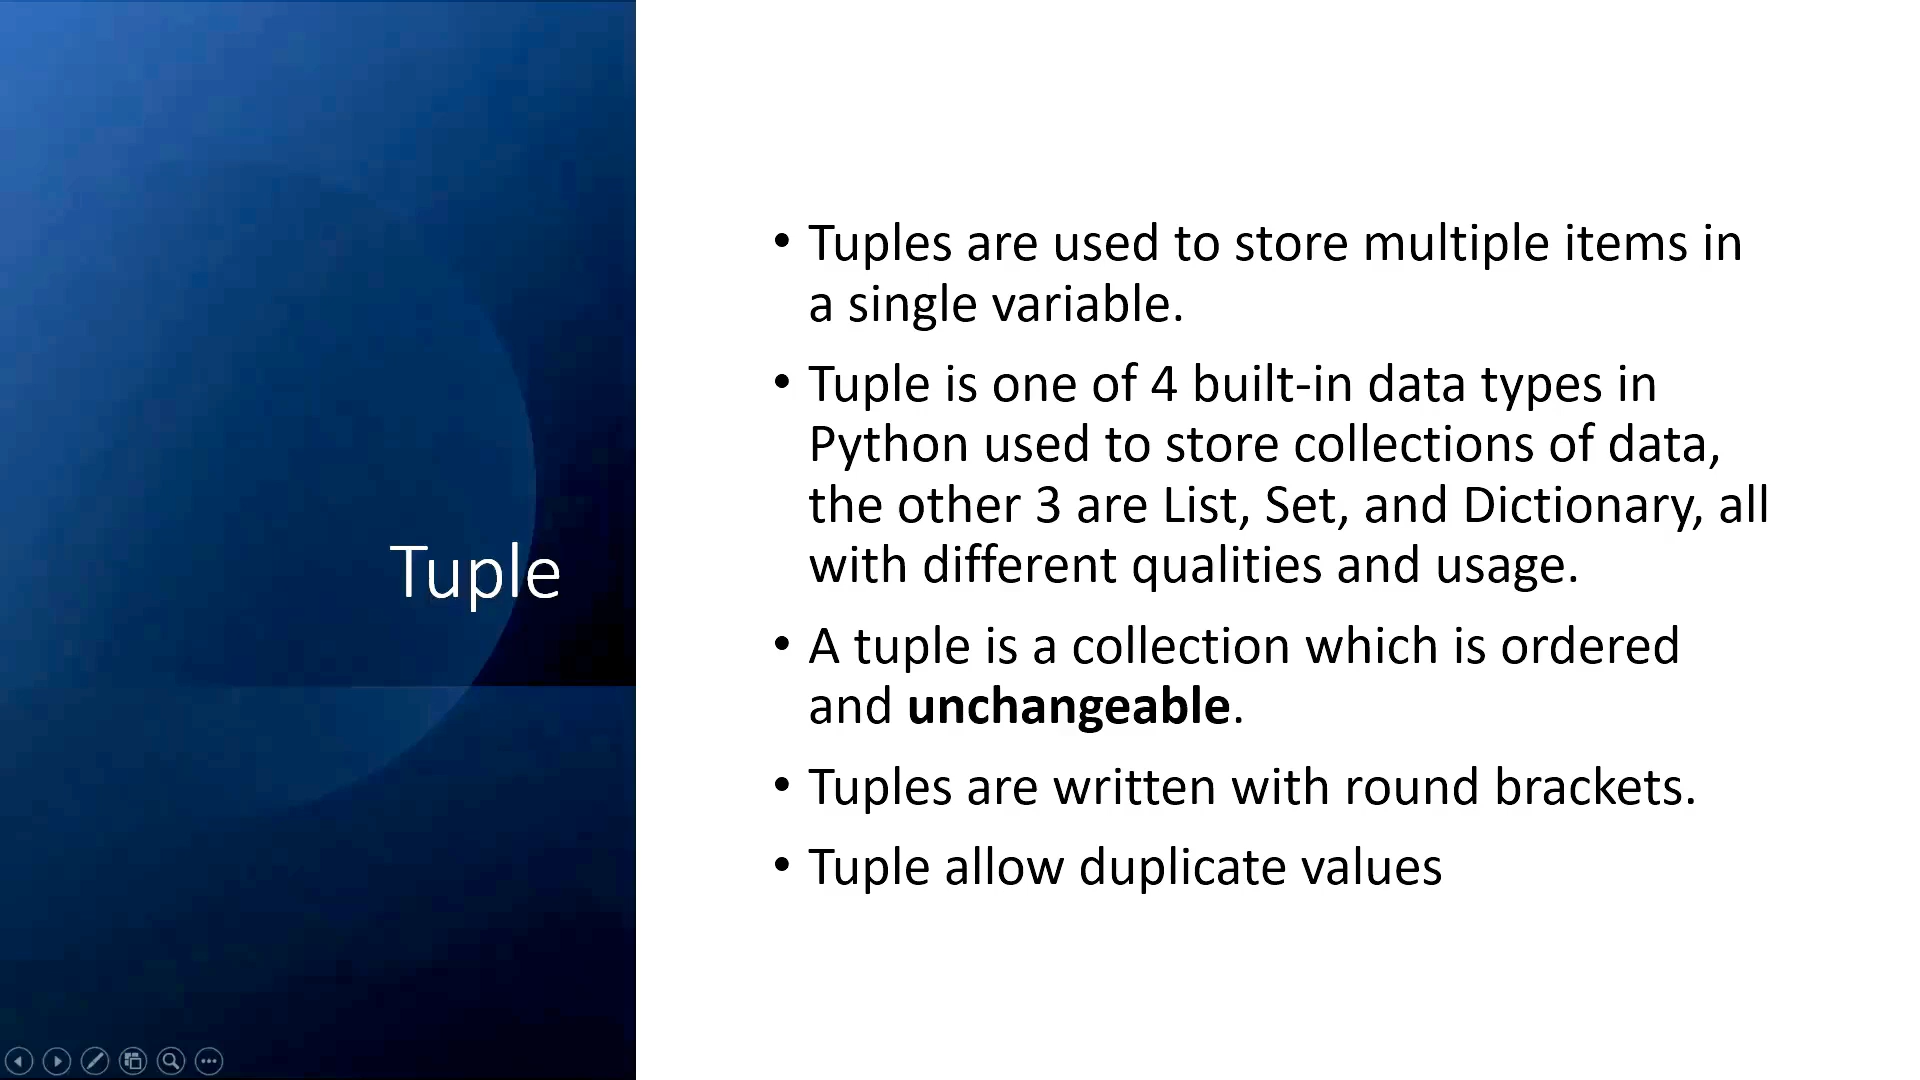 Tuple
• Tuples are used to store multiple items in
a single variable.
• Tuple is one of 4 built-in data types in
Python used to store collections of data,
the other 3 are List, Set, and Dictionary, all
with different qualities and usage.
• A tuple is a collection which is ordered
and unchangeable.
• Tuples are written with round brackets.
• Tuple allow duplicate values